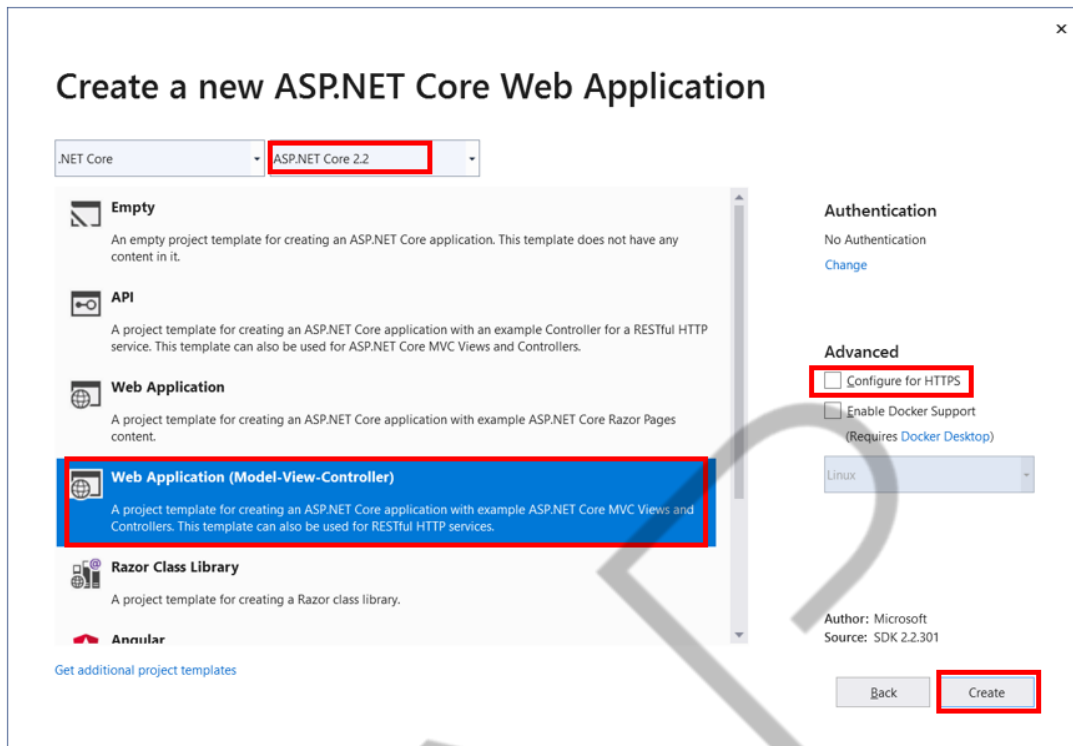 Create a new ASP.NET Core Web Application
.NET Core
ASP.NET Core 2.2
Empty
An empty project template for creating an ASP.NET Core application. This template does not have any
content in it.
API
A project template for creating an ASP.NET Core application with an example Controller for a RESTful HTTP
service. This template can also be used for ASP.NET Core MVC Views and Controllers.
Web Application
A project template for creating an ASP.NET Core application with example ASP.NET Core Razor Pages
content.
Web Application (Model-View-Controller)
A project template for creating an ASP.NET Core application with example ASP.NET Core MVC Views and
Controllers. This template can also be used for RESTful HTTP services.
Razor Class Library
A project template for creating a Razor class library.
Angular
Get additional project templates
Authentication
No Authentication
Change
Advanced
Configure for HTTPS
Enable Docker Support
(Requires Docker Desktop)
Linux
Author: Microsoft
Source: SDK 2.2.301
Back
Create